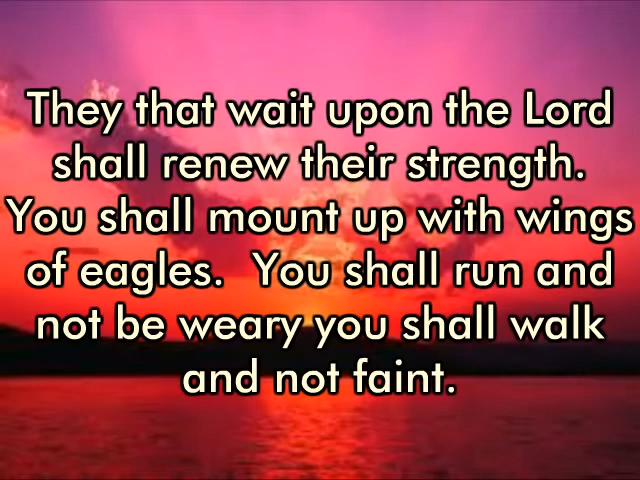 They that wait upon the Lord
shall renew their strength.
You shall mount up with wings
of eagles.  You shall run and
not be weary you shall walk
and not faint.